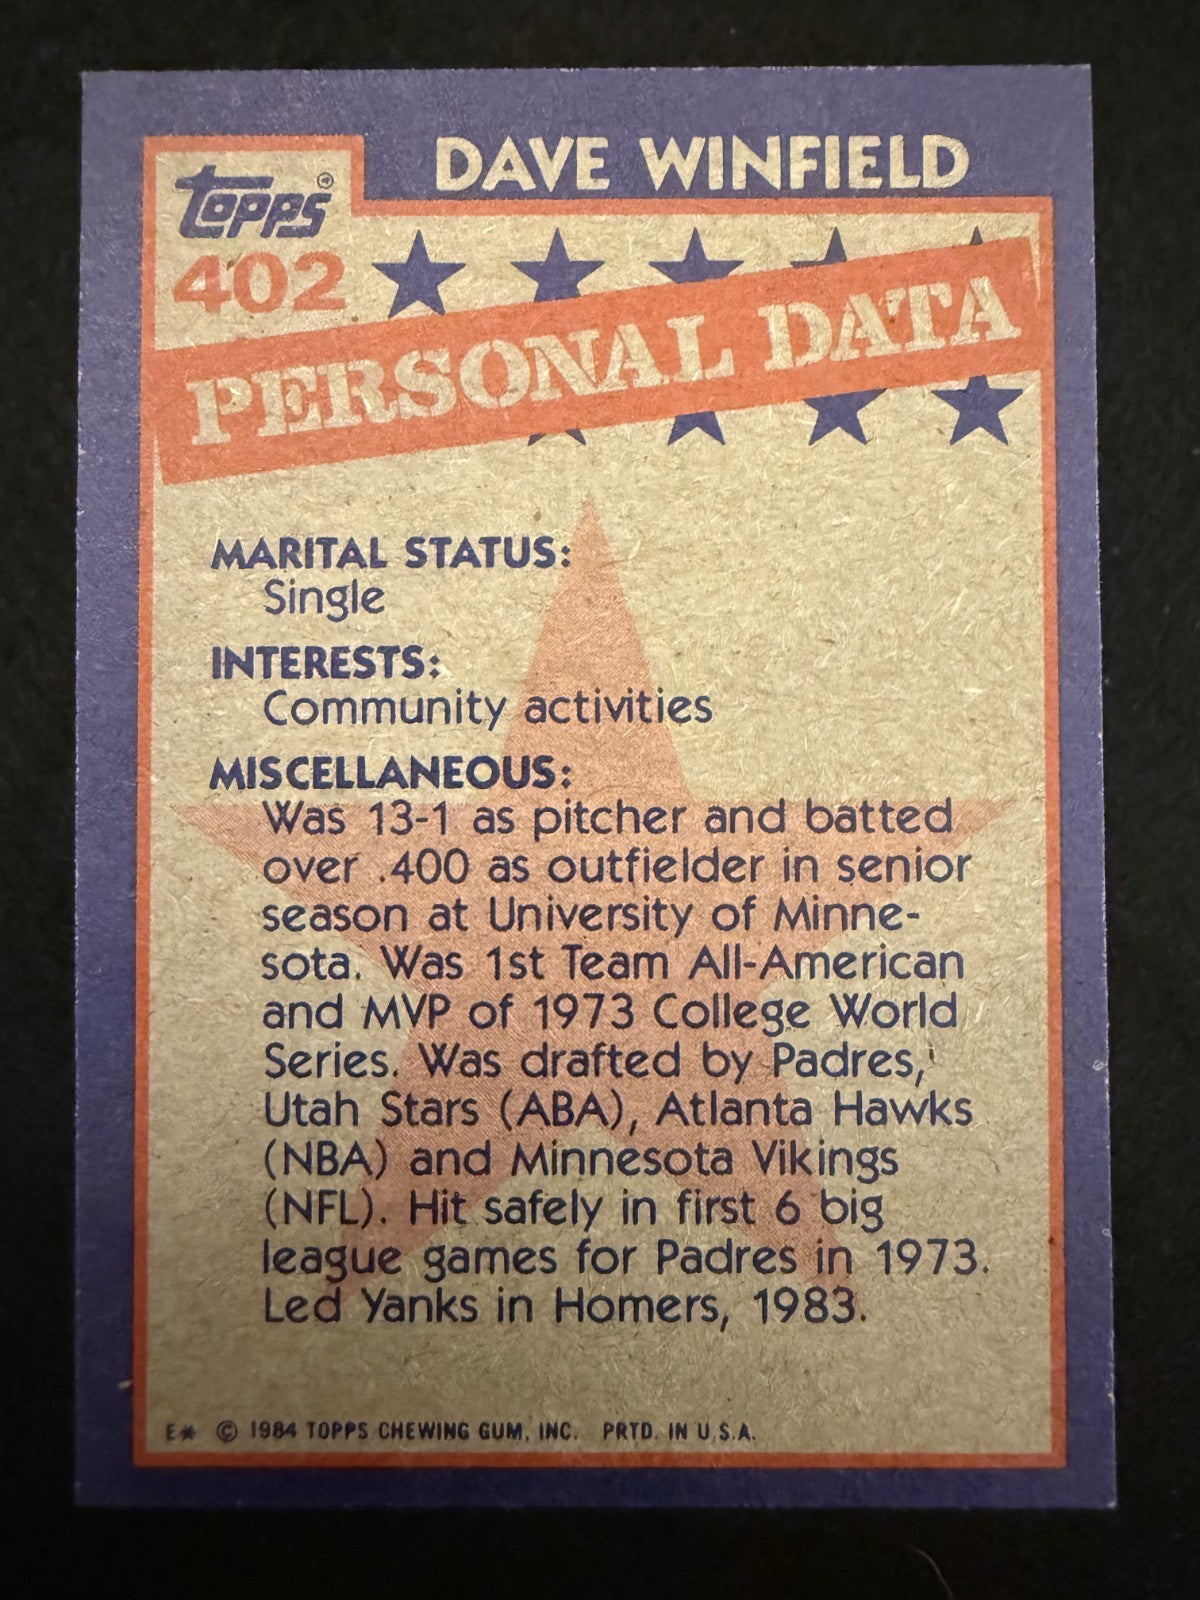 DAVE WINFIELD
Topps®
402
PERSONAL DATA
MARITAL STATUS:
Single
INTERESTS:
Community activities
MISCELLANEOUS:
Was 13-1 as pitcher and batted
over .400 as outfielder in senior
season at University of Minne-
sota. Was 1st Team All-American
and MVP of 1973 College World
Series. Was drafted by Padres,
Utah Stars (ABA), Atlanta Hawks
(NBA) and Minnesota Vikings
(NFL). Hit safely in first 6 big
league games for Padres in 1973.
Led Yanks in Homers, 1983.
E* © 1984 TOPPS CHEWING GUM, INC. PRTD. IN U.S.A.